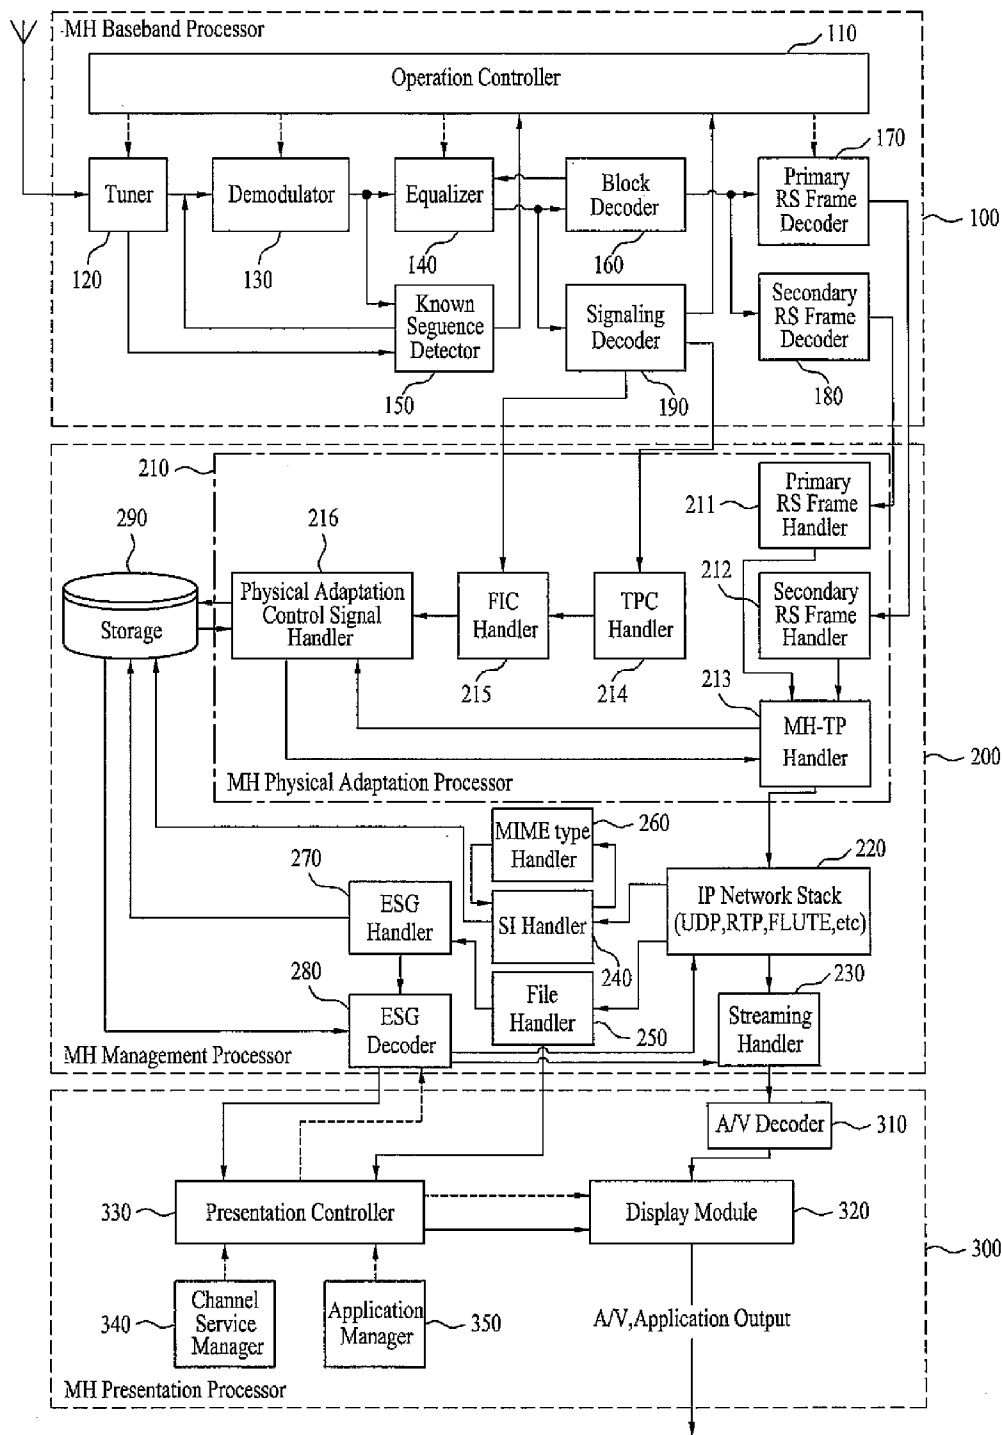 MH Baseband Processor
110
Operation Controller
170
Tuner
Demodulator
Equalizer
Block
Decoder
Primary
RS Frame
Decoder
100
120
130
140
160
Known
Seguence
Detector
Signaling
Decoder
Secondary
RS Frame
Decoder
150
190
180
210
290
216
211
Primary
RS Frame
Handler
Storage
Physical Adaptation
Control Signal
Handler
FIC
Handler
TPC
Handler
212
Secondary
RS Frame
Handler
215
214
213
MH-TP
Handler
200
MH Physical Adaptation Processor
260
MIME type
Handler
270
220
ESG
Handler
SI Handler
IP Network Stack
(UDP,RTP,FLUTE,etc)
240
280
230
ESG
Decoder
File
Handler
250
Streaming
Handler
MH Management Processor
A/V Decoder
310
330
Presentation Controller
Display Module
320
300
340
Channel
Service
Manager
Application
Manager
350
A/V,Application Output
MH Presentation Processor